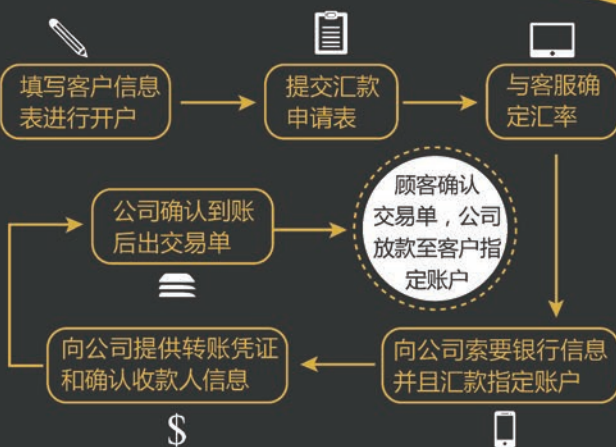 填写客户信息
表进行开户
提交汇款
申请表
与客服确
定汇率
向公司索要银行信息
并且汇款指定账户
向公司提供转账凭证
和确认收款人信息
$
公司确认到账
后出交易单
顾客确认
交易单，公司
放款至客户指
定账户